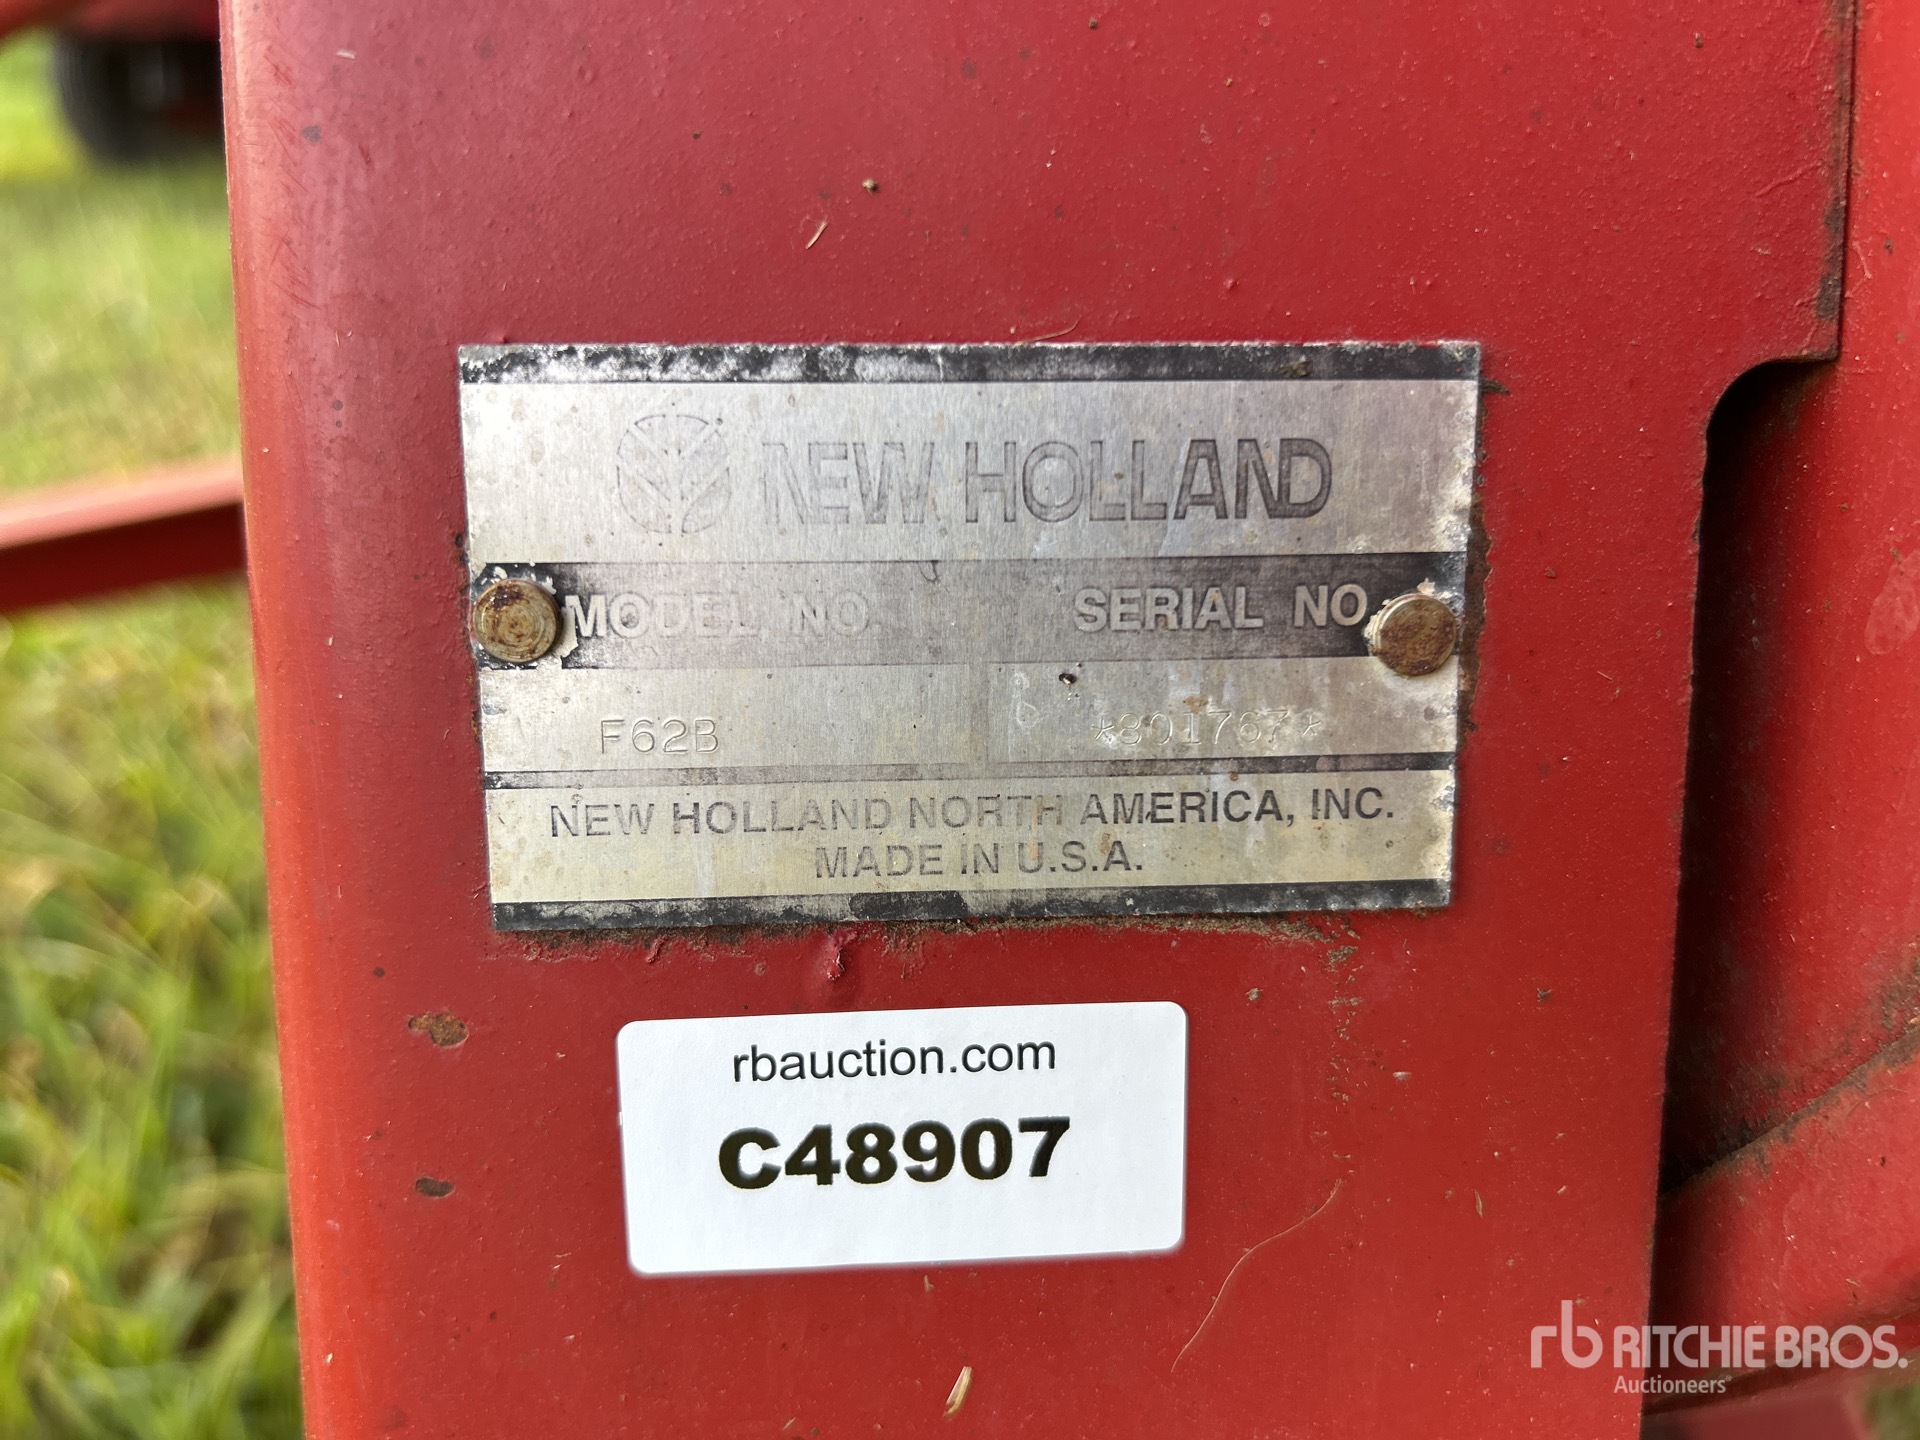 NEW HOLLAND
MODEL NO. SERIAL NO.
F62B *801767*
NEW HOLLAND NORTH AMERICA, INC.
MADE IN U.S.A.
rbauction.com
C48907
rb RITCHIE BROS.
Auctioneers